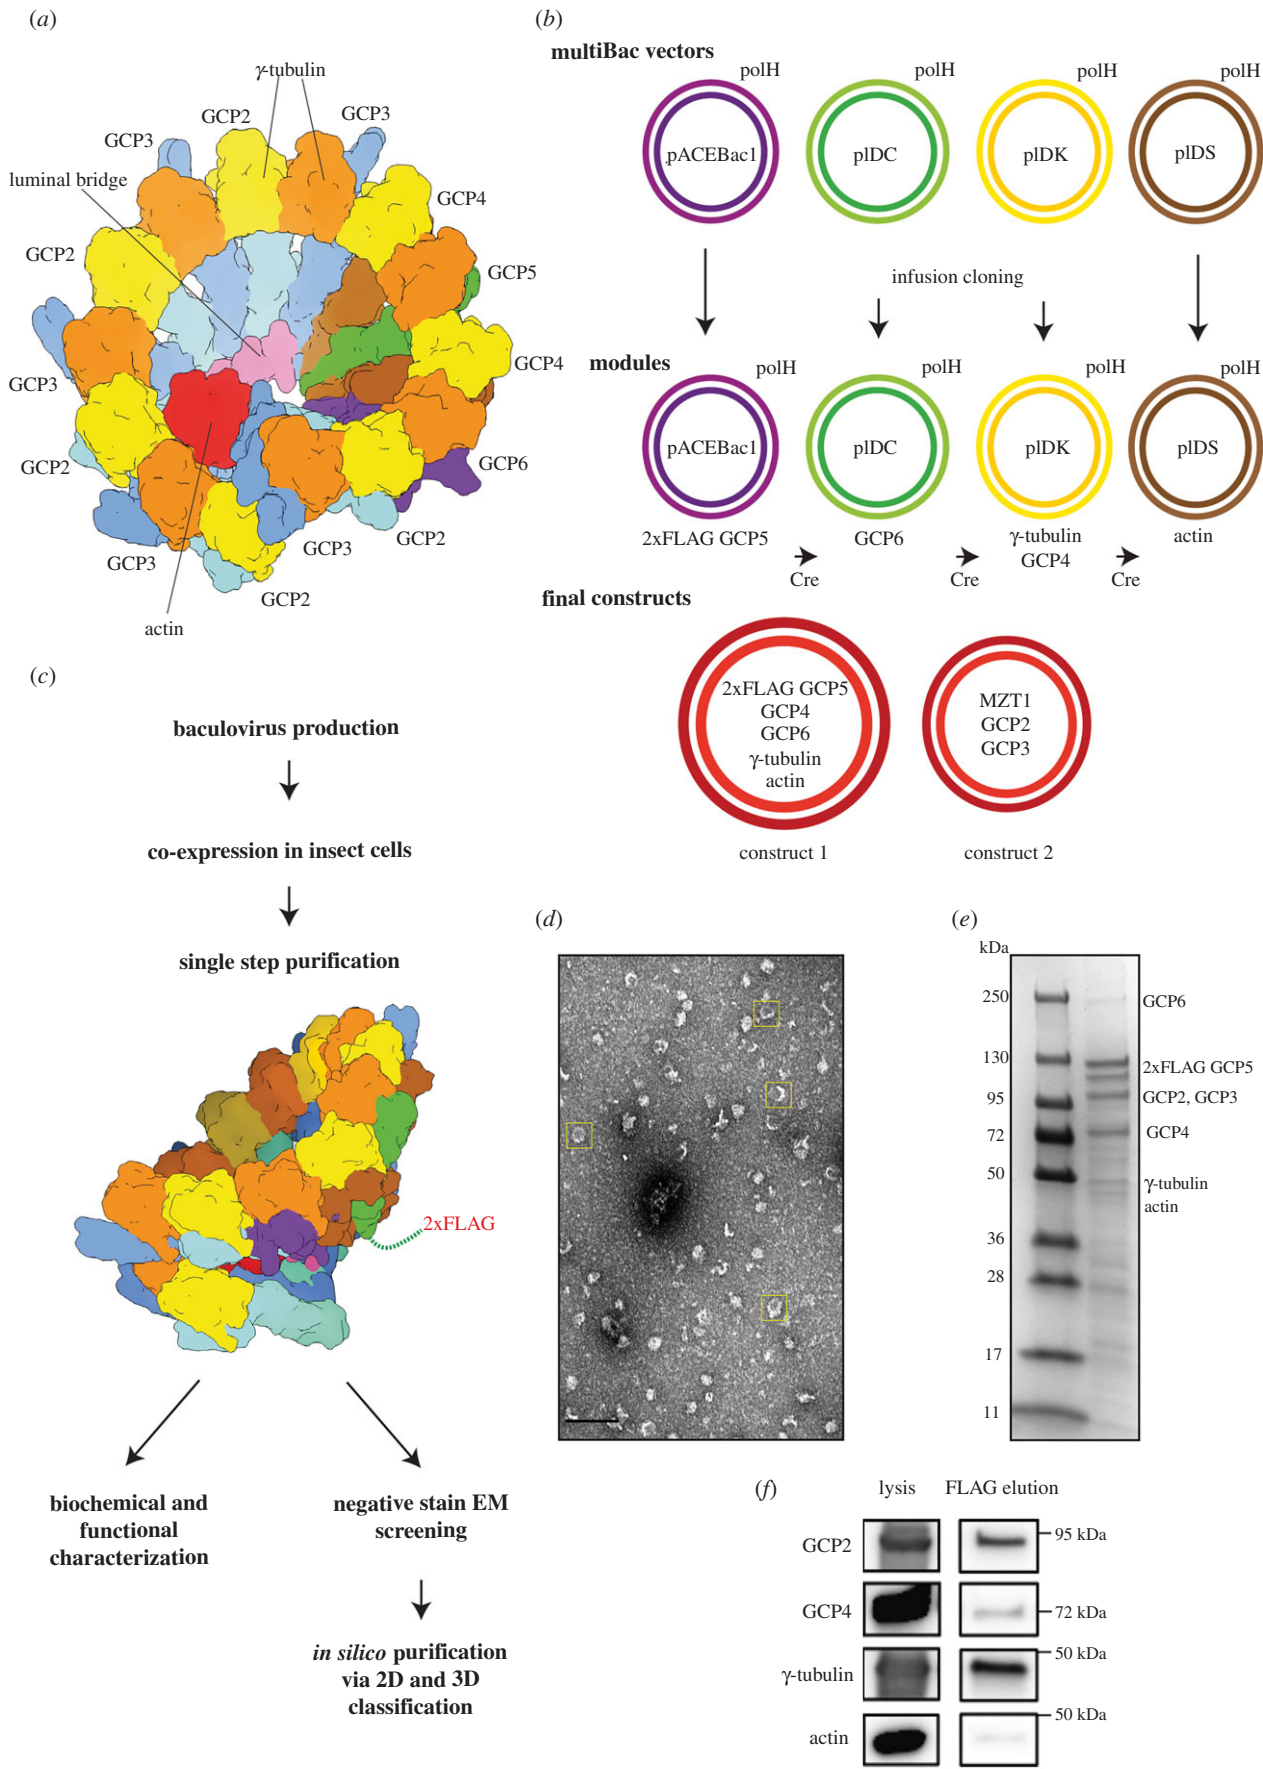 (a)
γ-tubulin
GCP2
GCP3
GCP3
luminal bridge
GCP4
GCP2
GCP5
GCP4
GCP3
GCP2
GCP6
GCP2
GCP3
GCP3
GCP2
actin
(b)
multiBac vectors
polH
polH
polH
polH
pACEBac1
plDC
plDK
plDS
infusion cloning
modules
polH
polH
polH
polH
pACEBac1
plDC
plDK
plDS
2xFLAG GCP5
GCP6
γ-tubulin
GCP4
actin
Cre
Cre
Cre
final constructs
2xFLAG GCP5
GCP4
GCP6
γ-tubulin
actin
MZT1
GCP2
GCP3
construct 1
construct 2
(c)
baculovirus production
co-expression in insect cells
single step purification
2xFLAG
biochemical and
functional
characterization
negative stain EM
screening
in silico purification
via 2D and 3D
classification
(d)
(e)
kDa
250
130
95
72
50
36
28
17
11
GCP6
2xFLAG GCP5
GCP2, GCP3
GCP4
γ-tubulin
actin
(f)
lysis
FLAG elution
GCP2
95 kDa
GCP4
72 kDa
γ-tubulin
50 kDa
actin
50 kDa